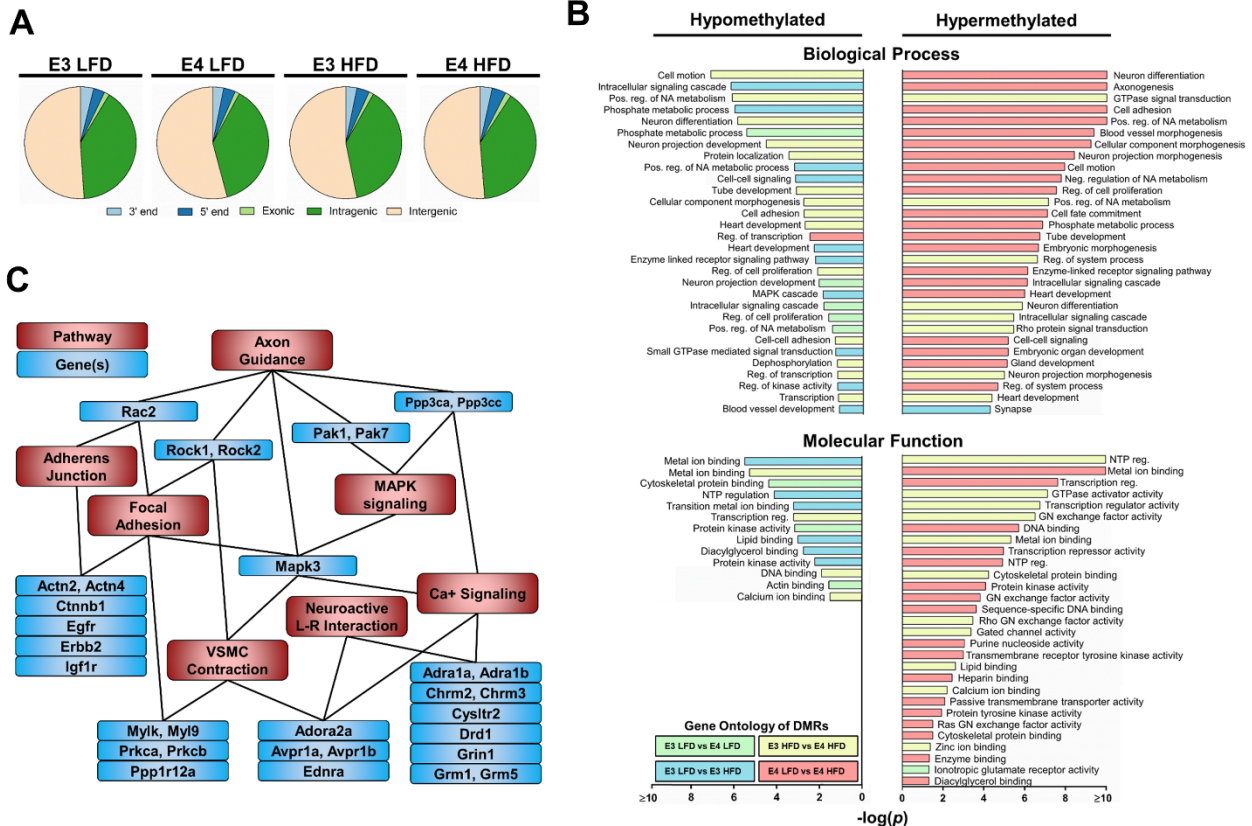 A
E3 LFD
E4 LFD
E3 HFD
E4 HFD
3' end
5' end
Exonic
Intragenic
Intergenic
B
Hypomethylated
Hypermethylated
Biological Process
Cell motion
Intracellular signaling cascade
Pos. reg. of NA metabolism
Phosphate metabolic process
Neuron differentiation
Phosphate metabolic process
Neuron projection development
Protein localization
Pos. reg. of NA metabolic process
Cell-cell signaling
Tube development
Cellular component morphogenesis
Cell adhesion
Heart development
Reg. of transcription
Heart development
Enzyme linked receptor signaling pathway
Reg. of cell proliferation
Neuron projection development
MAPK cascade
Intracellular signaling cascade
Reg. of cell proliferation
Pos. reg. of NA metabolism
Cell-cell adhesion
Small GTPase mediated signal transduction
Dephosphorylation
Reg. of transcription
Reg. of kinase activity
Transcription
Blood vessel development
Neuron differentiation
Axonogenesis
GTPase signal transduction
Cell adhesion
Pos. reg. of NA metabolism
Blood vessel morphogenesis
Cellular component morphogenesis
Neuron projection morphogenesis
Cell motion
Neg. regulation of NA metabolism
Reg. of cell proliferation
Pos. reg. of NA metabolism
Cell fate commitment
Phosphate metabolic process
Tube development
Embryonic morphogenesis
Reg. of system process
Enzyme-linked receptor signaling pathway
Intracellular signaling cascade
Heart development
Neuron differentiation
Intracellular signaling cascade
Rho protein signal transduction
Cell-cell signaling
Embryonic organ development
Gland development
Neuron projection morphogenesis
Reg. of system process
Heart development
Synapse
Molecular Function
Metal ion binding
Metal ion binding
Cytoskeletal protein binding
NTP regulation
Transition metal ion binding
Transcription reg.
Protein kinase activity
Lipid binding
Diacylglycerol binding
Protein kinase activity
DNA binding
Actin binding
Calcium ion binding
NTP reg.
Metal ion binding
Transcription reg.
GTPase activator activity
Transcription regulator activity
GN exchange factor activity
DNA binding
Metal ion binding
Transcription repressor activity
NTP reg.
Cytoskeletal protein binding
Protein kinase activity
GN exchange factor activity
Sequence-specific DNA binding
Rho GN exchange factor activity
Gated channel activity
Purine nucleoside activity
Transmembrane receptor tyrosine kinase activity
Lipid binding
Heparin binding
Calcium ion binding
Passive transmembrane transporter activity
Protein tyrosine kinase activity
Ras GN exchange factor activity
Cytoskeletal protein binding
Zinc ion binding
Enzyme binding
Ionotropic glutamate receptor activity
Diacylglycerol binding
Gene Ontology of DMRs
E3 LFD vs E4 LFD
E3 HFD vs E4 HFD
E3 LFD vs E3 HFD
E4 LFD vs E4 HFD
≥10 8 6 4 2 0
0 2 4 6 8 ≥10
-log(p)
C
Pathway
Gene(s)
Axon
Guidance
Rac2
Ppp3ca, Ppp3cc
Rock1, Rock2
Pak1, Pak7
Adherens
Junction
MAPK
signaling
Focal
Adhesion
Mapk3
Actn2, Actn4
Ctnnb1
Egfr
Erbb2
Igf1r
Neuroactive
L-R Interaction
Ca+ Signaling
VSMC
Contraction
Adra1a, Adra1b
Chrm2, Chrm3
Cysltr2
Drd1
Grin1
Grm1, Grm5
Mylk, Myl9
Prkca, Prkcb
Ppp1r12a
Adora2a
Avpr1a, Avpr1b
Ednra